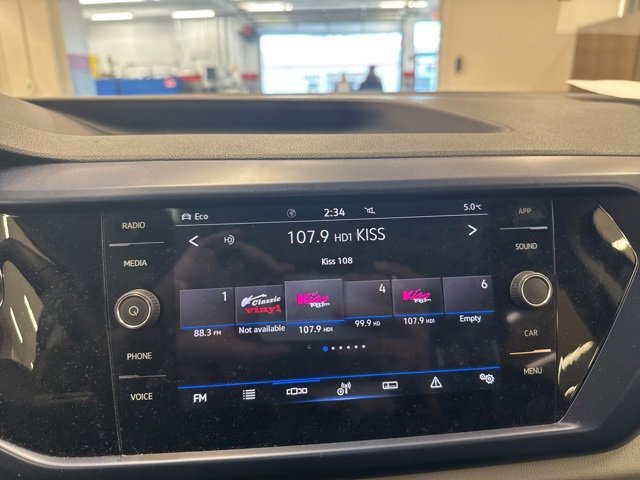 RADIO
MEDIA
PHONE
VOICE
Eco
2:34
5.0 °C
107.9 HD1 KISS
Kiss 108
1
88.3 FM
Classic
vinyl
Not available
Kiss
108fm
107.9 HD1
4
99.9 HD
Kiss
108fm
107.9 HD1
6
Empty
FM
APP
SOUND
CAR
MENU